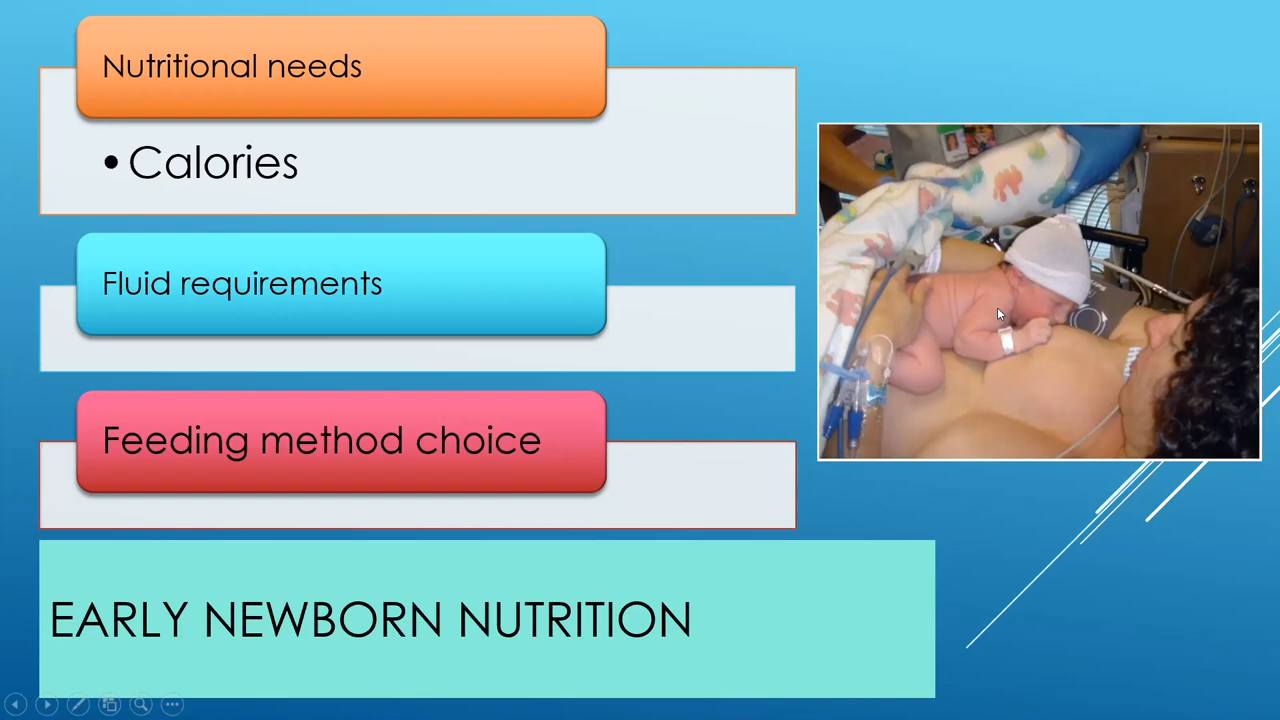 Nutritional needs
• Calories
Fluid requirements
Feeding method choice
EARLY NEWBORN NUTRITION